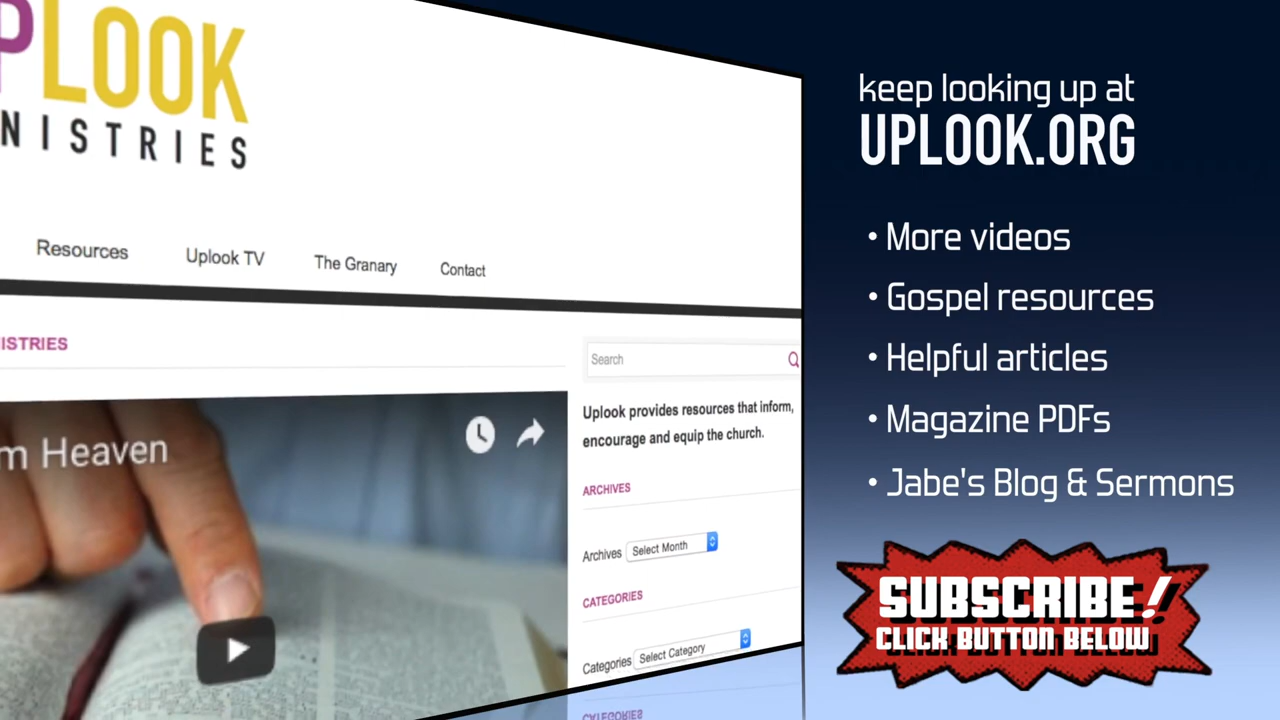 PLOOK
NISTRIES
Resources
Uplook TV
The Granary
Contact
ISTRIES
Search
Uplook provides resources that inform,
encourage and equip the church.
ARCHIVES
Archives Select Month
CATEGORIES
Categories Select Category
CATEGORIES
m Heaven
keep looking up at
UPLOOK.ORG
• More videos
• Gospel resources
• Helpful articles
• Magazine PDFs
• Jabe's Blog & Sermons
SUBSCRIBE!
CLICK BUTTON BELOW